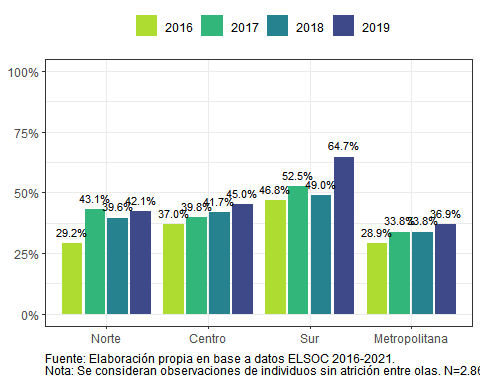 2016 2017 2018 2019
100%
75%
50%
25%
0%
29.2% 43.1% 39.6% 42.1%
37.0% 39.8% 41.7% 45.0%
46.8% 52.5% 49.0% 64.7%
28.9% 33.8% 33.8% 36.9%
Norte Centro Sur Metropolitana
Fuente: Elaboración propia en base a datos ELSOC 2016-2021.
Nota: Se consideran observaciones de individuos sin atrición entre olas. N=2.86